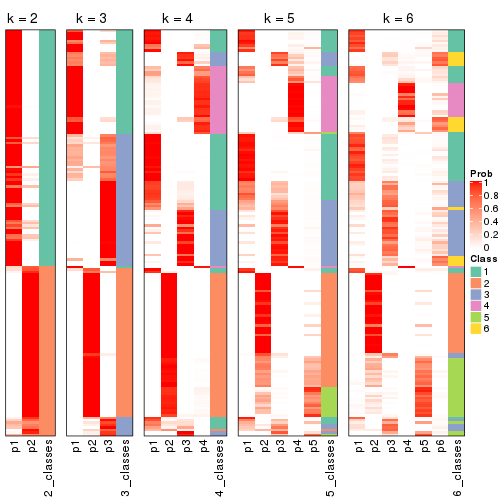 k = 2
k = 3
k = 4
k = 5
k = 6
Prob
1
0.8
0.6
0.4
0.2
0
Class
1
2
3
4
5
6
p1
p2
2_classes
p1
p2
p3
3_classes
p1
p2
p3
p4
4_classes
p1
p2
p3
p4
p5
5_classes
p1
p2
p3
p4
p5
p6
6_classes